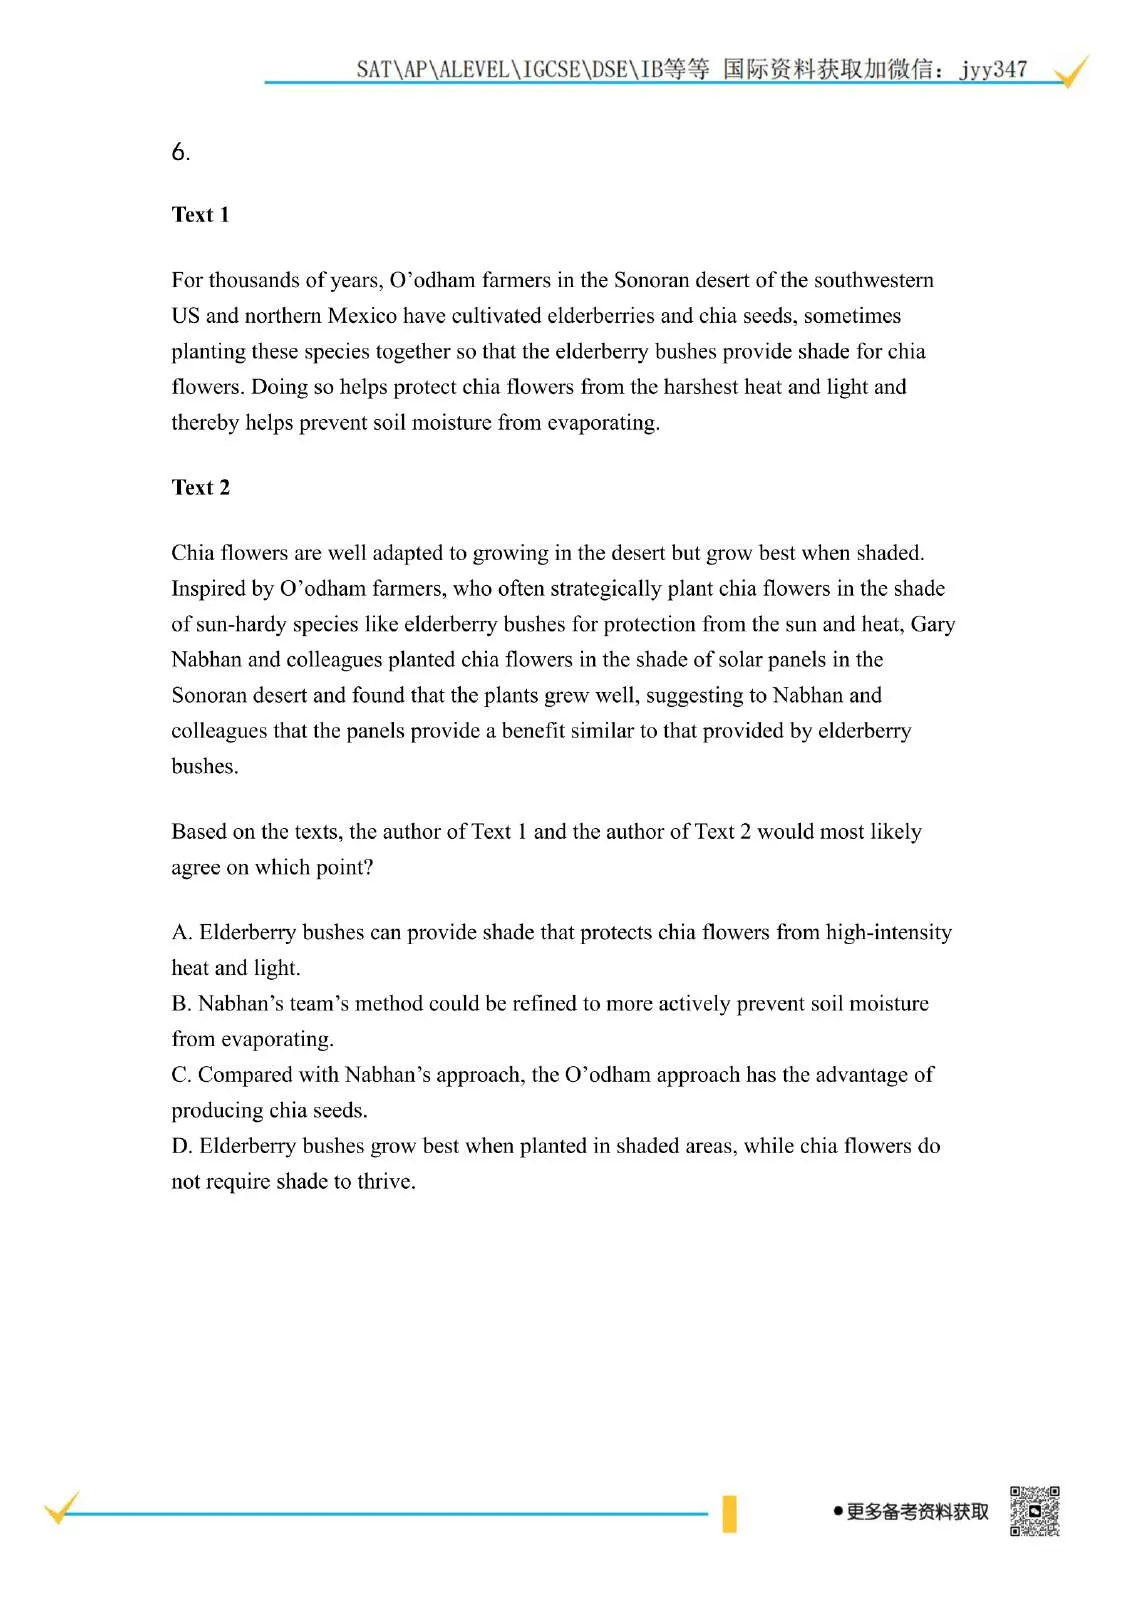 SAT\AP\ALEVEL\IGCSE\DSE\IB等等 国际资料获取加微信：jyy347
6.
Text 1
For thousands of years, O’odham farmers in the Sonoran desert of the southwestern
US and northern Mexico have cultivated elderberries and chia seeds, sometimes
planting these species together so that the elderberry bushes provide shade for chia
flowers. Doing so helps protect chia flowers from the harshest heat and light and
thereby helps prevent soil moisture from evaporating.
Text 2
Chia flowers are well adapted to growing in the desert but grow best when shaded.
Inspired by O’odham farmers, who often strategically plant chia flowers in the shade
of sun-hardy species like elderberry bushes for protection from the sun and heat, Gary
Nabhan and colleagues planted chia flowers in the shade of solar panels in the
Sonoran desert and found that the plants grew well, suggesting to Nabhan and
colleagues that the panels provide a benefit similar to that provided by elderberry
bushes.
Based on the texts, the author of Text 1 and the author of Text 2 would most likely
agree on which point?
A. Elderberry bushes can provide shade that protects chia flowers from high-intensity
heat and light.
B. Nabhan’s team’s method could be refined to more actively prevent soil moisture
from evaporating.
C. Compared with Nabhan’s approach, the O’odham approach has the advantage of
producing chia seeds.
D. Elderberry bushes grow best when planted in shaded areas, while chia flowers do
not require shade to thrive.
●更多备考资料获取